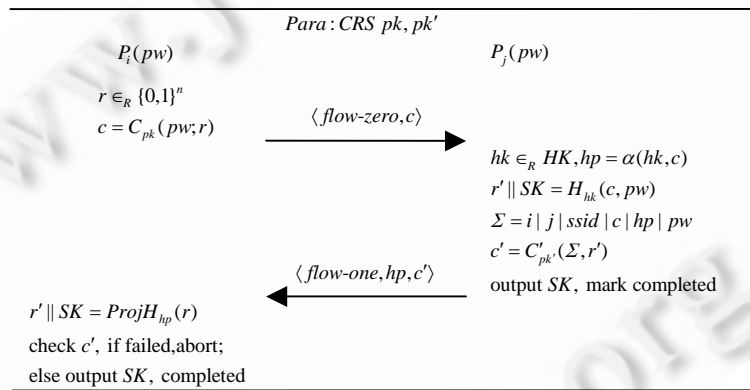 Para: CRS pk, pk′
P_i(pw)
P_j(pw)
r ∈_R {0,1}^n
c = C_pk(pw; r)
⟨flow-zero, c⟩
hk ∈_R HK, hp = α(hk, c)
r′ || SK = H_hk(c, pw)
Σ = i | j | ssid | c | hp | pw
c′ = C′_pk′(Σ, r′)
output SK, mark completed
⟨flow-one, hp, c′⟩
r′ || SK = ProjH_hp(r)
check c′, if failed,abort;
else output SK, completed